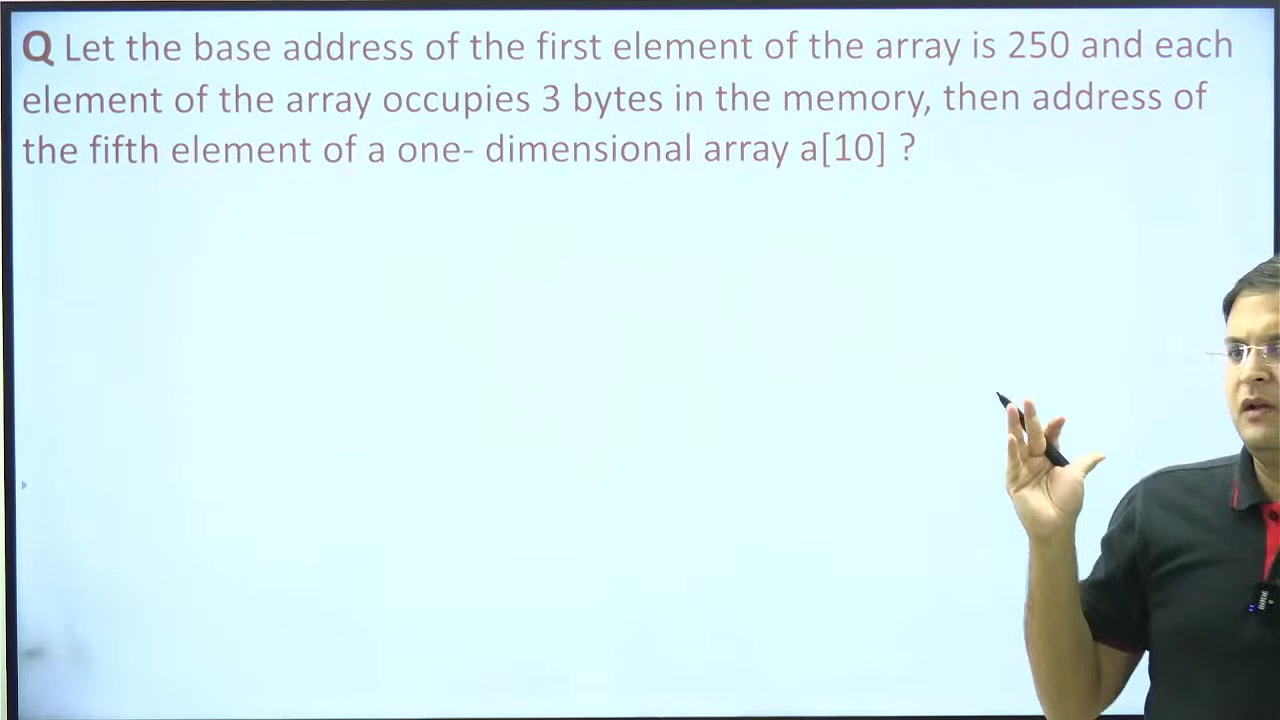 Q Let the base address of the first element of the array is 250 and each
element of the array occupies 3 bytes in the memory, then address of
the fifth element of a one- dimensional array a[10] ?